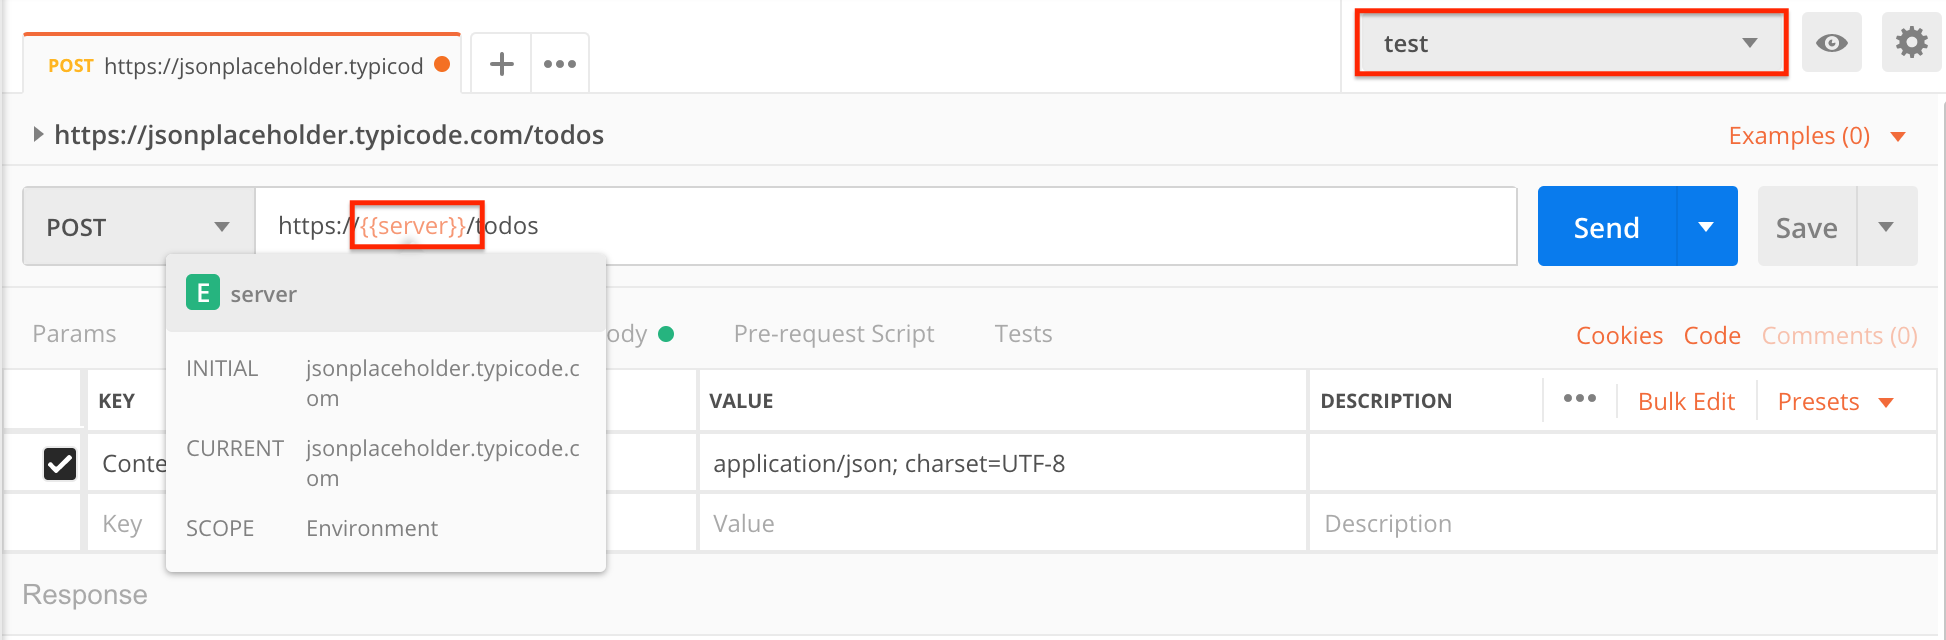 test
POST https://jsonplaceholder.typicod
https://jsonplaceholder.typicode.com/todos
Examples (0)
POST
https://{{server}}/todos
Send
Save
E server
Params
ody
Pre-request Script
Tests
Cookies
Code
Comments (0)
INITIAL
jsonplaceholder.typicode.c
om
KEY
VALUE
DESCRIPTION
Bulk Edit
Presets
CURRENT
jsonplaceholder.typicode.c
om
Conte
application/json; charset=UTF-8
SCOPE
Environment
Key
Value
Description
Response